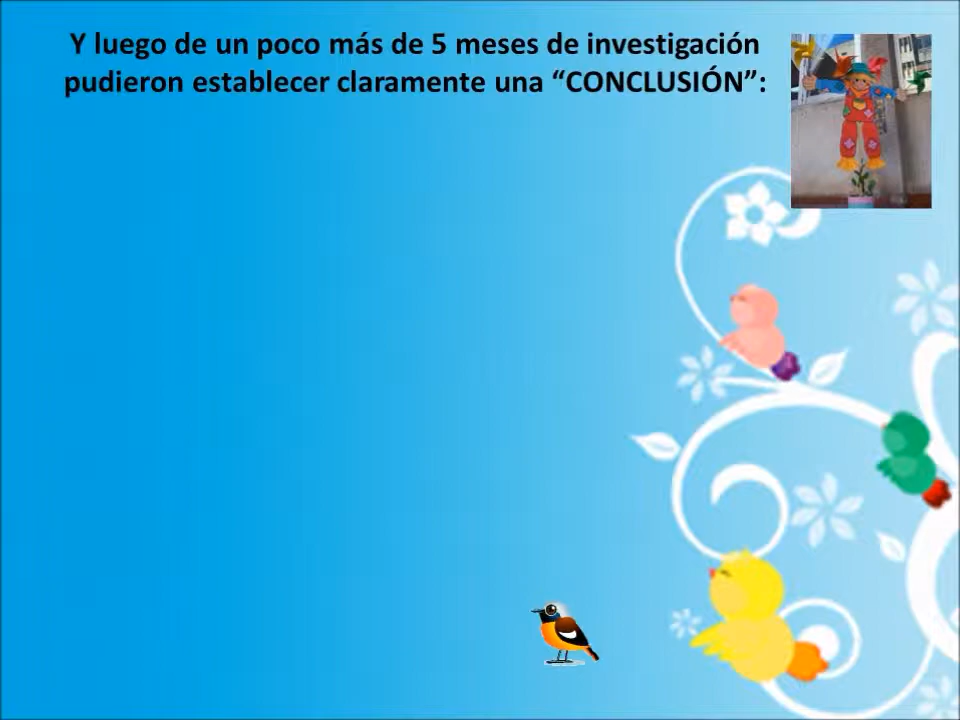 Y luego de un poco más de 5 meses de investigación
pudieron establecer claramente una “CONCLUSIÓN”: